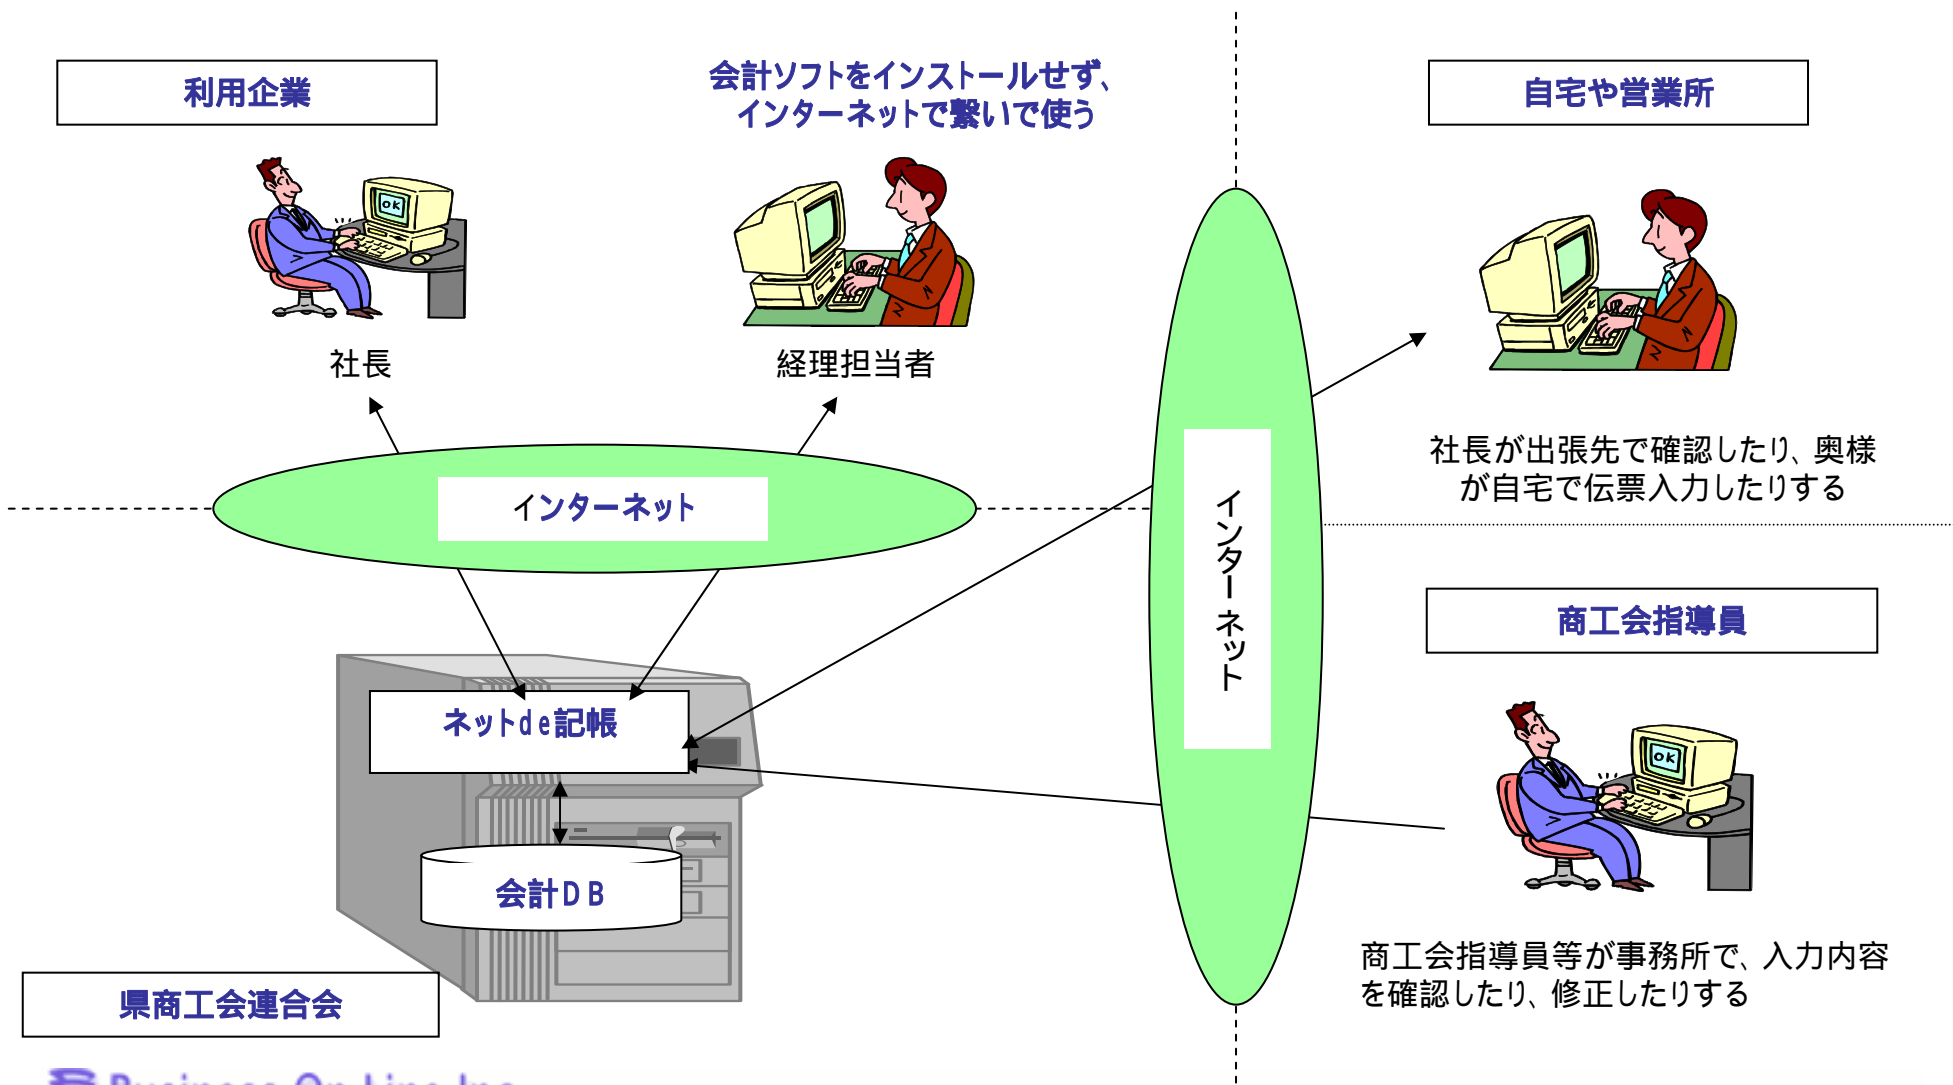 利用企業
会計ソフトをインストールせず、
インターネットで繋いで使う
自宅や営業所
OK
社長
経理担当者
社長が出張先で確認したり、奥様
が自宅で伝票入力したりする
インターネット
インターネット
商工会指導員
ネットde記帳
OK
会計DB
商工会指導員等が事務所で、入力内容
を確認したり、修正したりする
県商工会連合会
Business On Line Inc